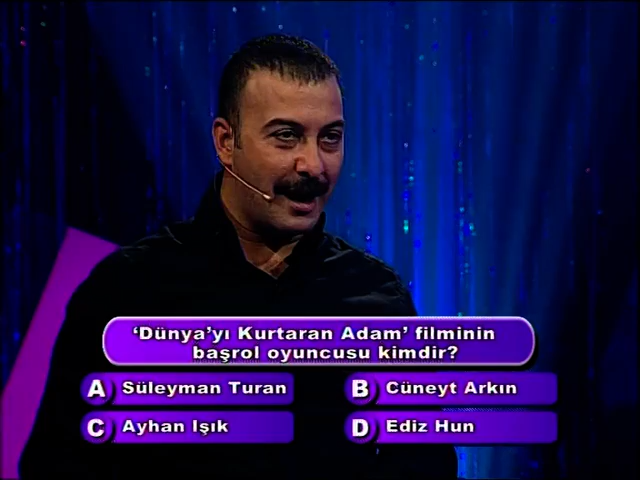 ‘Dünya’yı Kurtaran Adam’ filminin
başrol oyuncusu kimdir?
A Süleyman Turan
B Cüneyt Arkın
C Ayhan Işık
D Ediz Hun